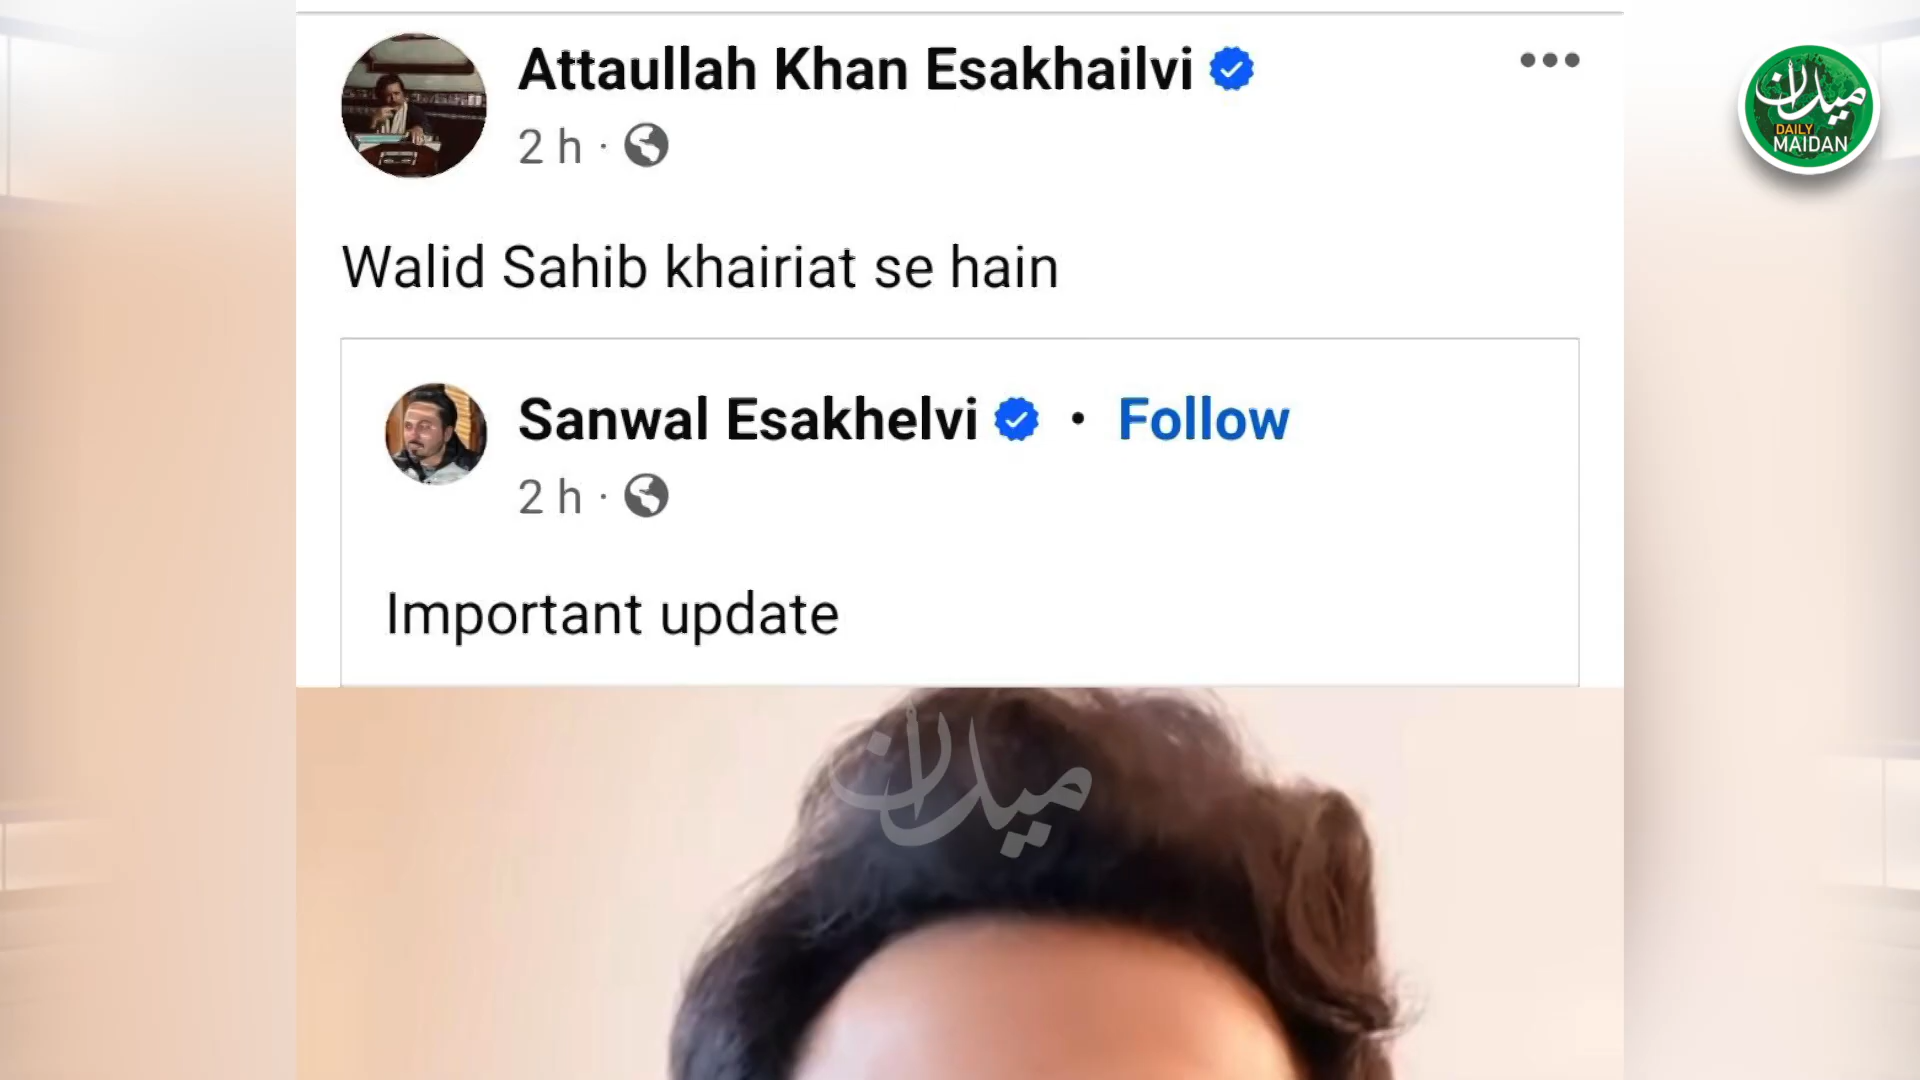 Attaullah Khan Esakhailvi
2 h ·
Walid Sahib khairiat se hain
Sanwal Esakhelvi • Follow
2 h ·
Important update
میدان
DAILY
MAIDAN
میدان